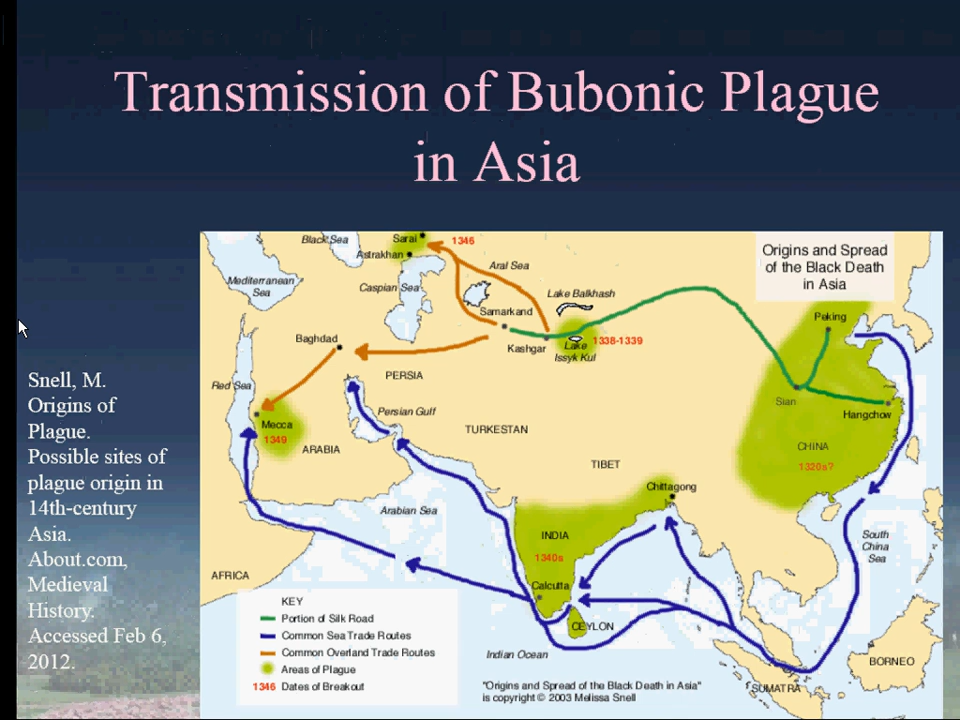 Transmission of Bubonic Plague
in Asia
Snell, M.
Origins of
Plague.
Possible sites of
plague origin in
14th-century
Asia.
About.com,
Medieval
History.
Accessed Feb 6,
2012.
Origins and Spread
of the Black Death
in Asia
Black Sea
Sarai
1346
Astrakhan
Mediterranean
Sea
Caspian Sea
Aral Sea
Lake Balkhash
Samarkand
Peking
Baghdad
Kashgar
Lake
Issyk Kul
1338-1339
PERSIA
Red Sea
Sian
Persian Gulf
Hangchow
Mecca
1349
TURKESTAN
ARABIA
CHINA
1320s?
TIBET
Chittagong
Arabian Sea
INDIA
1340s
South
China
Sea
AFRICA
Calcutta
CEYLON
Indian Ocean
BORNEO
SUMATRA
KEY
Portion of Silk Road
Common Sea Trade Routes
Common Overland Trade Routes
Areas of Plague
1346 Dates of Breakout
"Origins and Spread of the Black Death in Asia"
is copyright © 2003 Melissa Snell